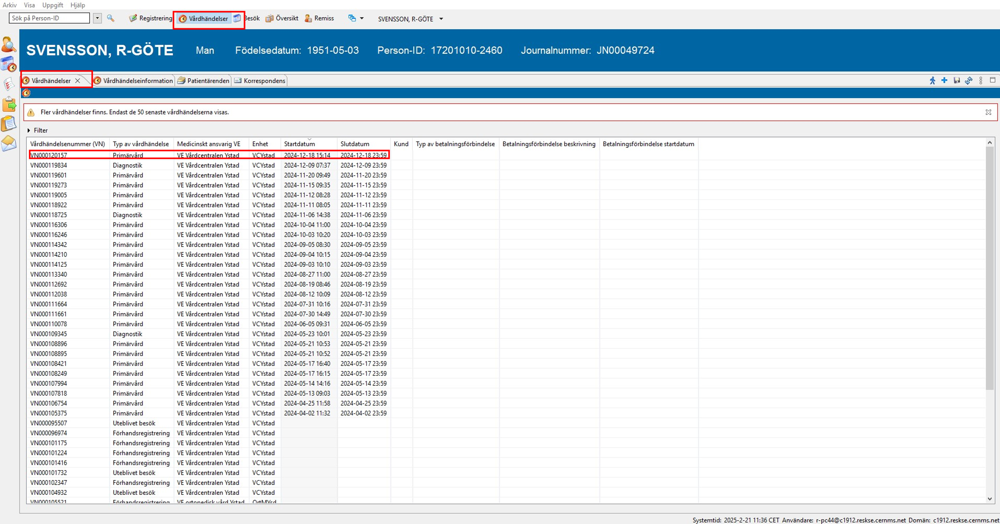 Arkiv Visa Uppgift Hjälp
Sök på Person-ID Registrering Vårdhändelser Besök Översikt Remiss SVENSSON, R-GÖTE
SVENSSON, R-GÖTE Man Födelsedatum: 1951-05-03 Person-ID: 17201010-2460 Journalnummer: JN00049724
Vårdhändelser Vårdhändelseinformation Patientärenden Korrespondens
Fler vårdhändelser finns. Endast de 50 senaste vårdhändelserna visas.
Filter
Vårdhändelsenummer (VN) Typ av vårdhändelse Medicinskt ansvarig VE Enhet Startdatum Slutdatum Kund Typ av betalningsförbindelse Betalningsförbindelse beskrivning Betalningsförbindelse startdatum
VN000120157 Primärvård VE Vårdcentralen Ystad VCYstad 2024-12-18 15:14 2024-12-18 23:59
VN000119834 Diagnostik VE Vårdcentralen Ystad VCYstad 2024-12-09 07:37 2024-12-09 23:59
VN000119601 Primärvård VE Vårdcentralen Ystad VCYstad 2024-11-20 09:49 2024-11-20 23:59
VN000119273 Primärvård VE Vårdcentralen Ystad VCYstad 2024-11-15 09:35 2024-11-15 23:59
VN000119005 Primärvård VE Vårdcentralen Ystad VCYstad 2024-11-12 08:28 2024-11-12 23:59
VN000118922 Primärvård VE Vårdcentralen Ystad VCYstad 2024-11-11 08:05 2024-11-11 23:59
VN000118725 Diagnostik VE Vårdcentralen Ystad VCYstad 2024-11-06 14:38 2024-11-06 23:59
VN000116306 Primärvård VE Vårdcentralen Ystad VCYstad 2024-10-04 11:00 2024-10-04 23:59
VN000116246 Primärvård VE Vårdcentralen Ystad VCYstad 2024-10-03 10:20 2024-10-03 23:59
VN000114342 Primärvård VE Vårdcentralen Ystad VCYstad 2024-09-05 08:30 2024-09-05 23:59
VN000114210 Primärvård VE Vårdcentralen Ystad VCYstad 2024-09-04 10:15 2024-09-04 23:59
VN000114125 Primärvård VE Vårdcentralen Ystad VCYstad 2024-09-03 10:10 2024-09-03 23:59
VN000113340 Primärvård VE Vårdcentralen Ystad VCYstad 2024-08-27 11:00 2024-08-27 23:59
VN000112692 Primärvård VE Vårdcentralen Ystad VCYstad 2024-08-19 08:46 2024-08-19 23:59
VN000112038 Primärvård VE Vårdcentralen Ystad VCYstad 2024-08-12 10:09 2024-08-12 23:59
VN000111664 Primärvård VE Vårdcentralen Ystad VCYstad 2024-07-31 10:16 2024-07-31 23:59
VN000111661 Primärvård VE Vårdcentralen Ystad VCYstad 2024-07-30 14:49 2024-07-30 23:59
VN000110078 Primärvård VE Vårdcentralen Ystad VCYstad 2024-06-05 09:31 2024-06-05 23:59
VN000109345 Diagnostik VE Vårdcentralen Ystad VCYstad 2024-05-23 10:01 2024-05-23 23:59
VN000108896 Primärvård VE Vårdcentralen Ystad VCYstad 2024-05-21 10:53 2024-05-21 23:59
VN000108895 Primärvård VE Vårdcentralen Ystad VCYstad 2024-05-21 10:52 2024-05-21 23:59
VN000108421 Primärvård VE Vårdcentralen Ystad VCYstad 2024-05-17 16:40 2024-05-17 23:59
VN000108249 Primärvård VE Vårdcentralen Ystad VCYstad 2024-05-17 16:15 2024-05-17 23:59
VN000107994 Primärvård VE Vårdcentralen Ystad VCYstad 2024-05-14 14:16 2024-05-14 23:59
VN000107818 Primärvård VE Vårdcentralen Ystad VCYstad 2024-05-13 09:03 2024-05-13 23:59
VN000106754 Primärvård VE Vårdcentralen Ystad VCYstad 2024-04-25 11:58 2024-04-25 23:59
VN000105375 Primärvård VE Vårdcentralen Ystad VCYstad 2024-04-02 11:32 2024-04-02 23:59
VN000095507 Uteblivet besök VE Vårdcentralen Ystad VCYstad
VN000096974 Förhandsregistrering VE Vårdcentralen Ystad VCYstad
VN000101175 Förhandsregistrering VE Vårdcentralen Ystad VCYstad
VN000101224 Förhandsregistrering VE Vårdcentralen Ystad VCYstad
VN000101416 Förhandsregistrering VE Vårdcentralen Ystad VCYstad
VN000101732 Uteblivet besök VE Vårdcentralen Ystad VCYstad
VN000102347 Förhandsregistrering VE Vårdcentralen Ystad VCYstad
VN000104932 Uteblivet besök VE Vårdcentralen Ystad VCYstad
VN000105521 Förhandsregistrering VE ortopedisk vård Ystad OrtMYsd
Systemtid: 2025-2-21 11:36 CET Användare: r-pc44@c1912.reskse.cernms.net Domän: c1912.reskse.cernms.net